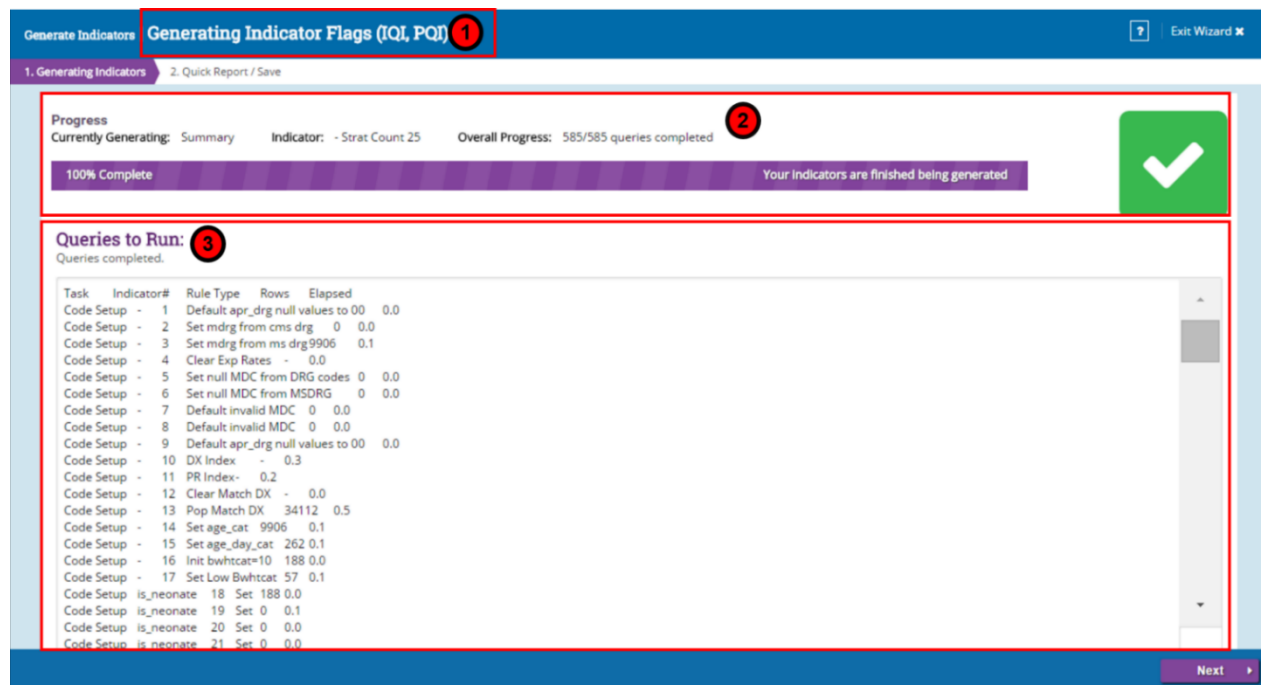 Generate Indicators Generating Indicator Flags (IQI, PQI) 1 ? Exit Wizard ✖
1. Generating Indicators 2. Quick Report / Save
Progress 2
Currently Generating: Summary Indicator: - Strat Count 25 Overall Progress: 585/585 queries completed
100% Complete Your indicators are finished being generated
Queries to Run: 3
Queries completed.
Task Indicator# Rule Type Rows Elapsed
Code Setup - 1 Default apr_drg null values to 00 0.0
Code Setup - 2 Set mdrg from cms drg 0 0.0
Code Setup - 3 Set mdrg from ms drg9906 0.1
Code Setup - 4 Clear Exp Rates - 0.0
Code Setup - 5 Set null MDC from DRG codes 0 0.0
Code Setup - 6 Set null MDC from MSDRG 0 0.0
Code Setup - 7 Default invalid MDC 0 0.0
Code Setup - 8 Default invalid MDC 0 0.0
Code Setup - 9 Default apr_drg null values to 00 0.0
Code Setup - 10 DX Index - 0.3
Code Setup - 11 PR Index- 0.2
Code Setup - 12 Clear Match DX - 0.0
Code Setup - 13 Pop Match DX 34112 0.5
Code Setup - 14 Set age_cat 9906 0.1
Code Setup - 15 Set age_day_cat 262 0.1
Code Setup - 16 Init bwhtcat=10 188 0.0
Code Setup - 17 Set Low Bwhtcat 57 0.1
Code Setup is_neonate 18 Set 188 0.0
Code Setup is_neonate 19 Set 0 0.1
Code Setup is_neonate 20 Set 0 0.0
Code Setup is_neonate 21 Set 0 0.0
Next